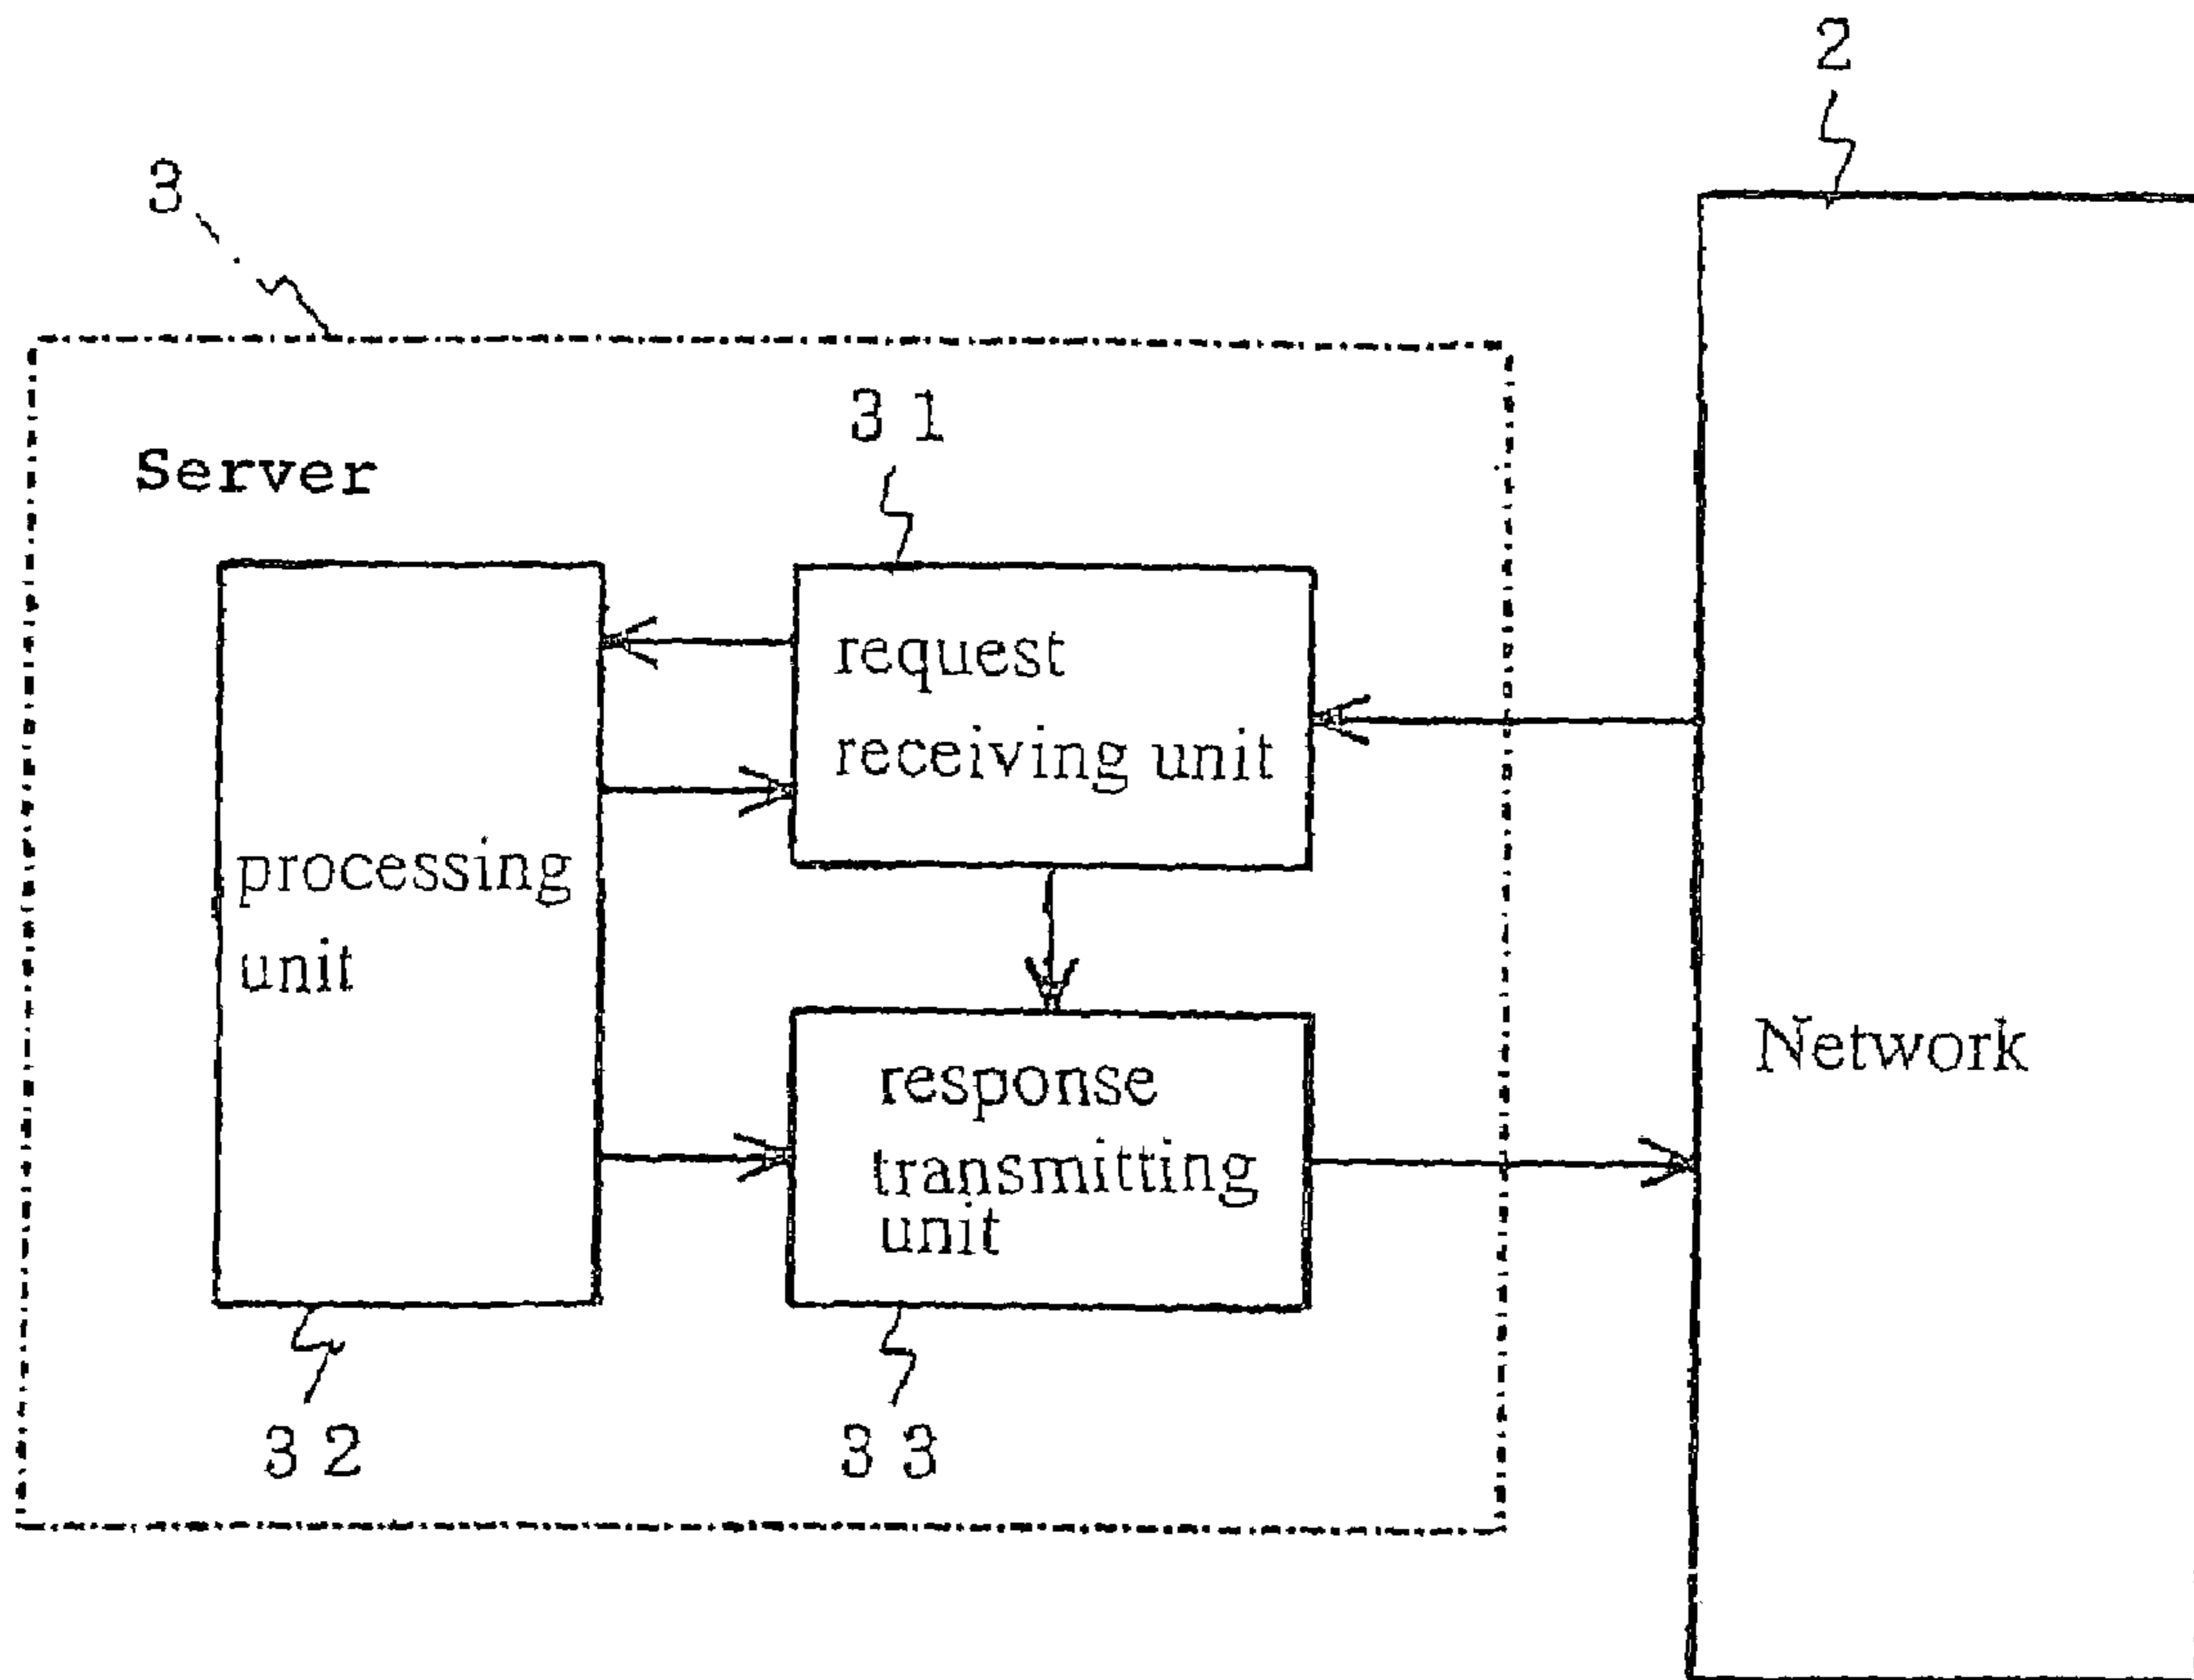 2
3
3 1
Server
request
receiving unit
processing
unit
Network
response
transmitting
unit
3 2
3 3